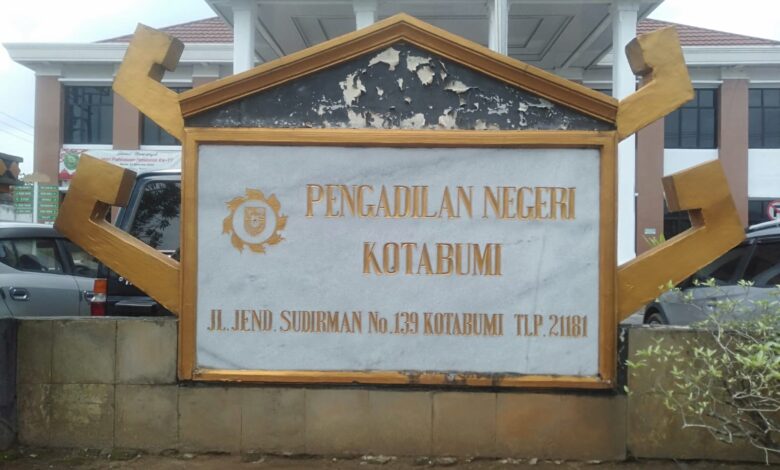 PENGADILAN NEGERI
KOTABUMI
JL. JEND. SUDIRMAN No.139 KOTABUMI TLP. 21181